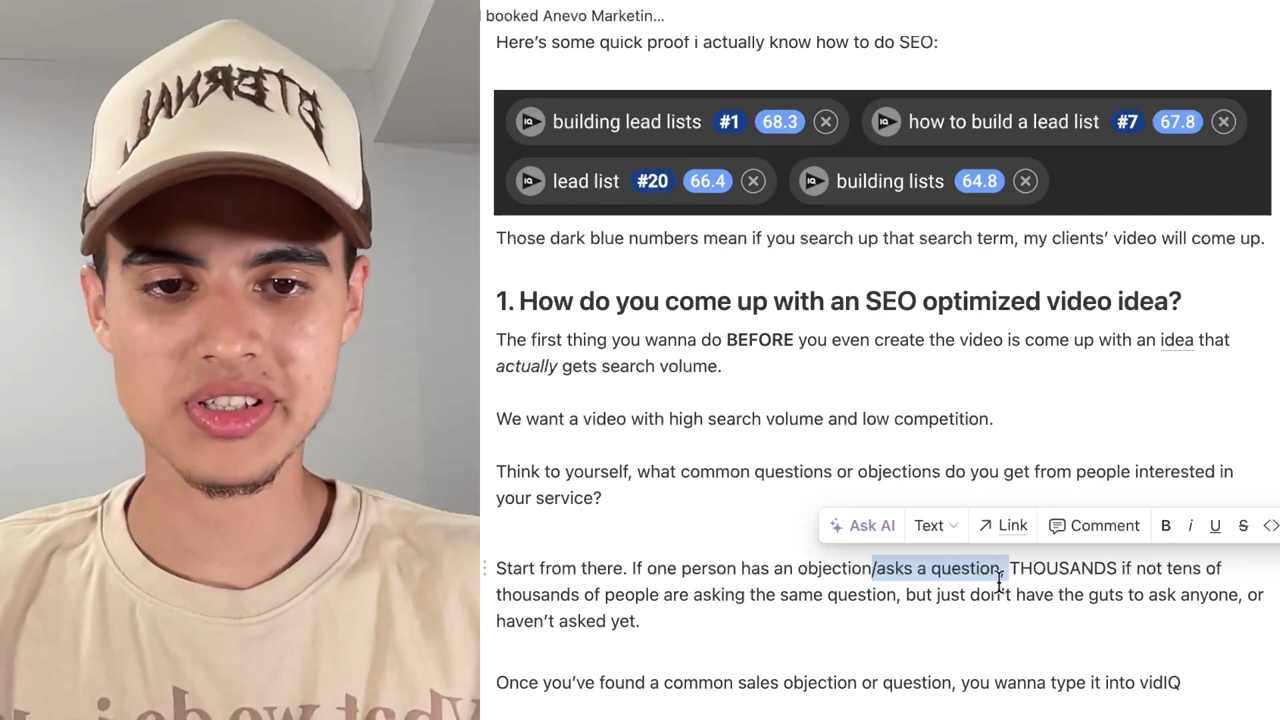 booked Anevo Marketin...
Here's some quick proof i actually know how to do SEO:
building lead lists #1 68.3 how to build a lead list #7 67.8
lead list #20 66.4 building lists 64.8
Those dark blue numbers mean if you search up that search term, my clients' video will come up.
1. How do you come up with an SEO optimized video idea?
The first thing you wanna do BEFORE you even create the video is come up with an idea that
actually gets search volume.
We want a video with high search volume and low competition.
Think to yourself, what common questions or objections do you get from people interested in
your service?
Ask AI Text Link Comment B i U S <>
Start from there. If one person has an objection/asks a question, THOUSANDS if not tens of
thousands of people are asking the same question, but just don't have the guts to ask anyone, or
haven't asked yet.
Once you've found a common sales objection or question, you wanna type it into vidIQ
ETERNAL
what we do in